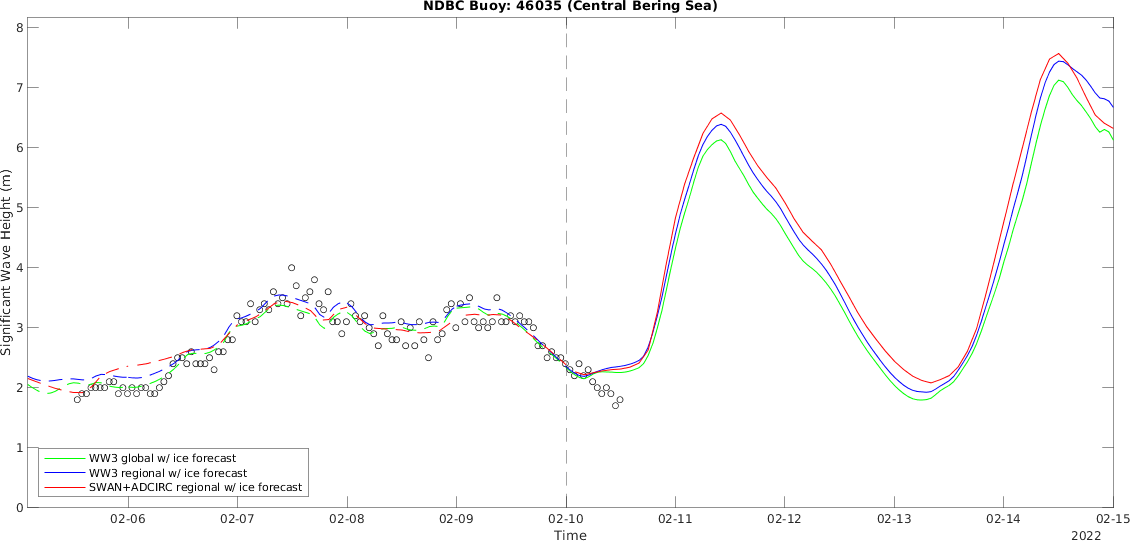 NDBC Buoy: 46035 (Central Bering Sea)
8
7
6
5
4
3
2
1
0
Significant Wave Height (m)
WW3 global w/ ice forecast
WW3 regional w/ ice forecast
SWAN+ADCIRC regional w/ ice forecast
02-06 02-07 02-08 02-09 02-10 02-11 02-12 02-13 02-14 02-15
Time
2022